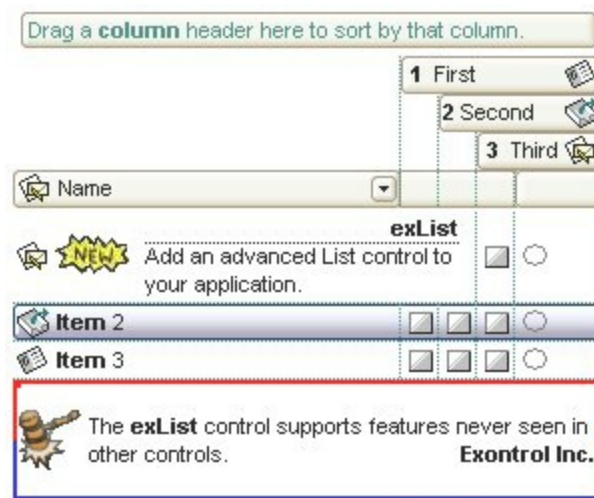 Drag a column header here to sort by that column.
1 First
2 Second
3 Third
Name
exList
NEW
Add an advanced List control to
your application.
Item 2
Item 3
The exList control supports features never seen in
other controls.
Exontrol Inc.